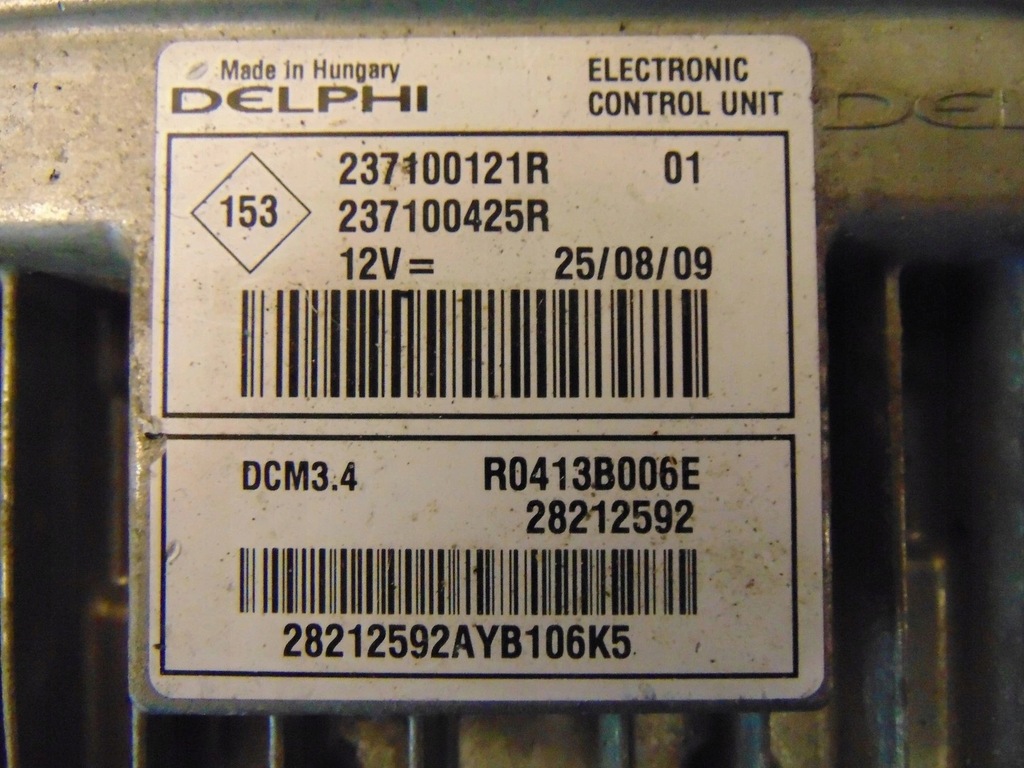 Made in Hungary
DELPHI
ELECTRONIC
CONTROL UNIT
153
237100121R 01
237100425R
12V= 25/08/09
DCM3.4 R0413B006E
28212592
28212592AYB106K5
DEL